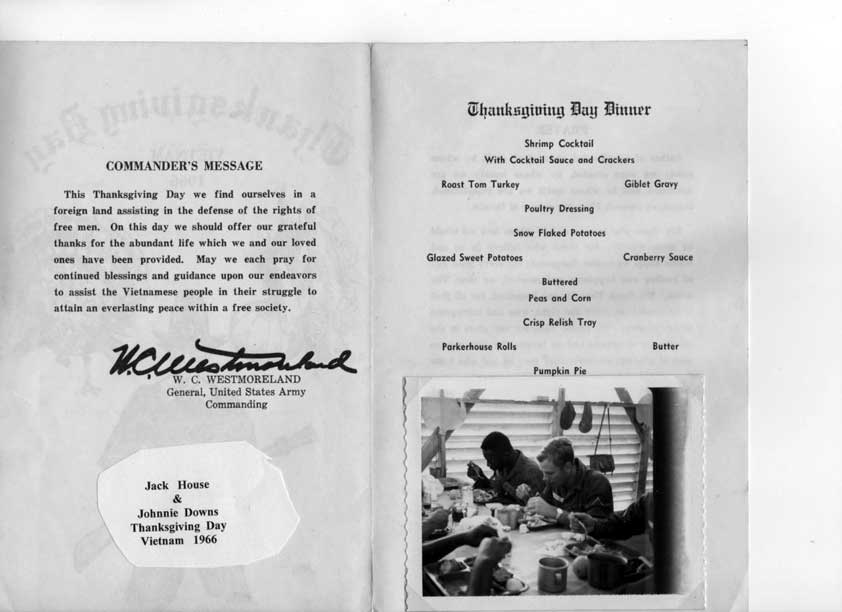 COMMANDER'S MESSAGE
This Thanksgiving Day we find ourselves in a
foreign land assisting in the defense of the rights of
free men. On this day we should offer our grateful
thanks for the abundant life which we and our loved
ones have been provided. May we each pray for
continued blessings and guidance upon our endeavors
to assist the Vietnamese people in their struggle to
attain an everlasting peace within a free society.
W.C. Westmoreland
W. C. WESTMORELAND
General, United States Army
Commanding
Jack House
&
Johnnie Downs
Thanksgiving Day
Vietnam 1966
Thanksgiving Day Dinner
Shrimp Cocktail
With Cocktail Sauce and Crackers
Roast Tom Turkey Giblet Gravy
Poultry Dressing
Snow Flaked Potatoes
Glazed Sweet Potatoes Cranberry Sauce
Buttered
Peas and Corn
Crisp Relish Tray
Parkerhouse Rolls Butter
Pumpkin Pie